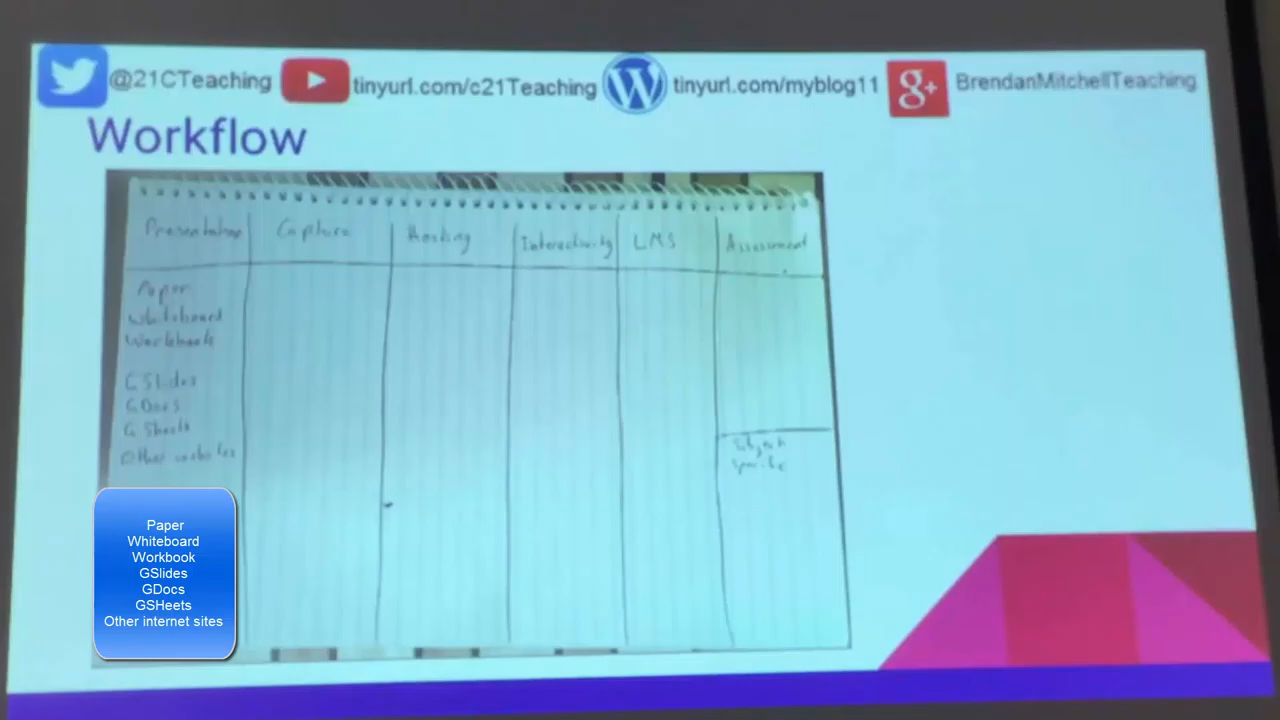 @21CTeaching tinyurl.com/c21Teaching tinyurl.com/myblog11 BrendanMitchellTeaching
Workflow
Presentation Capture Hosting Interactivity LMS Assessment
Paper
Whiteboard
Workbook
GSlides
GDocs
GSheets
Other websites
Subject
Specific
Paper
Whiteboard
Workbook
GSlides
GDocs
GSHeets
Other internet sites